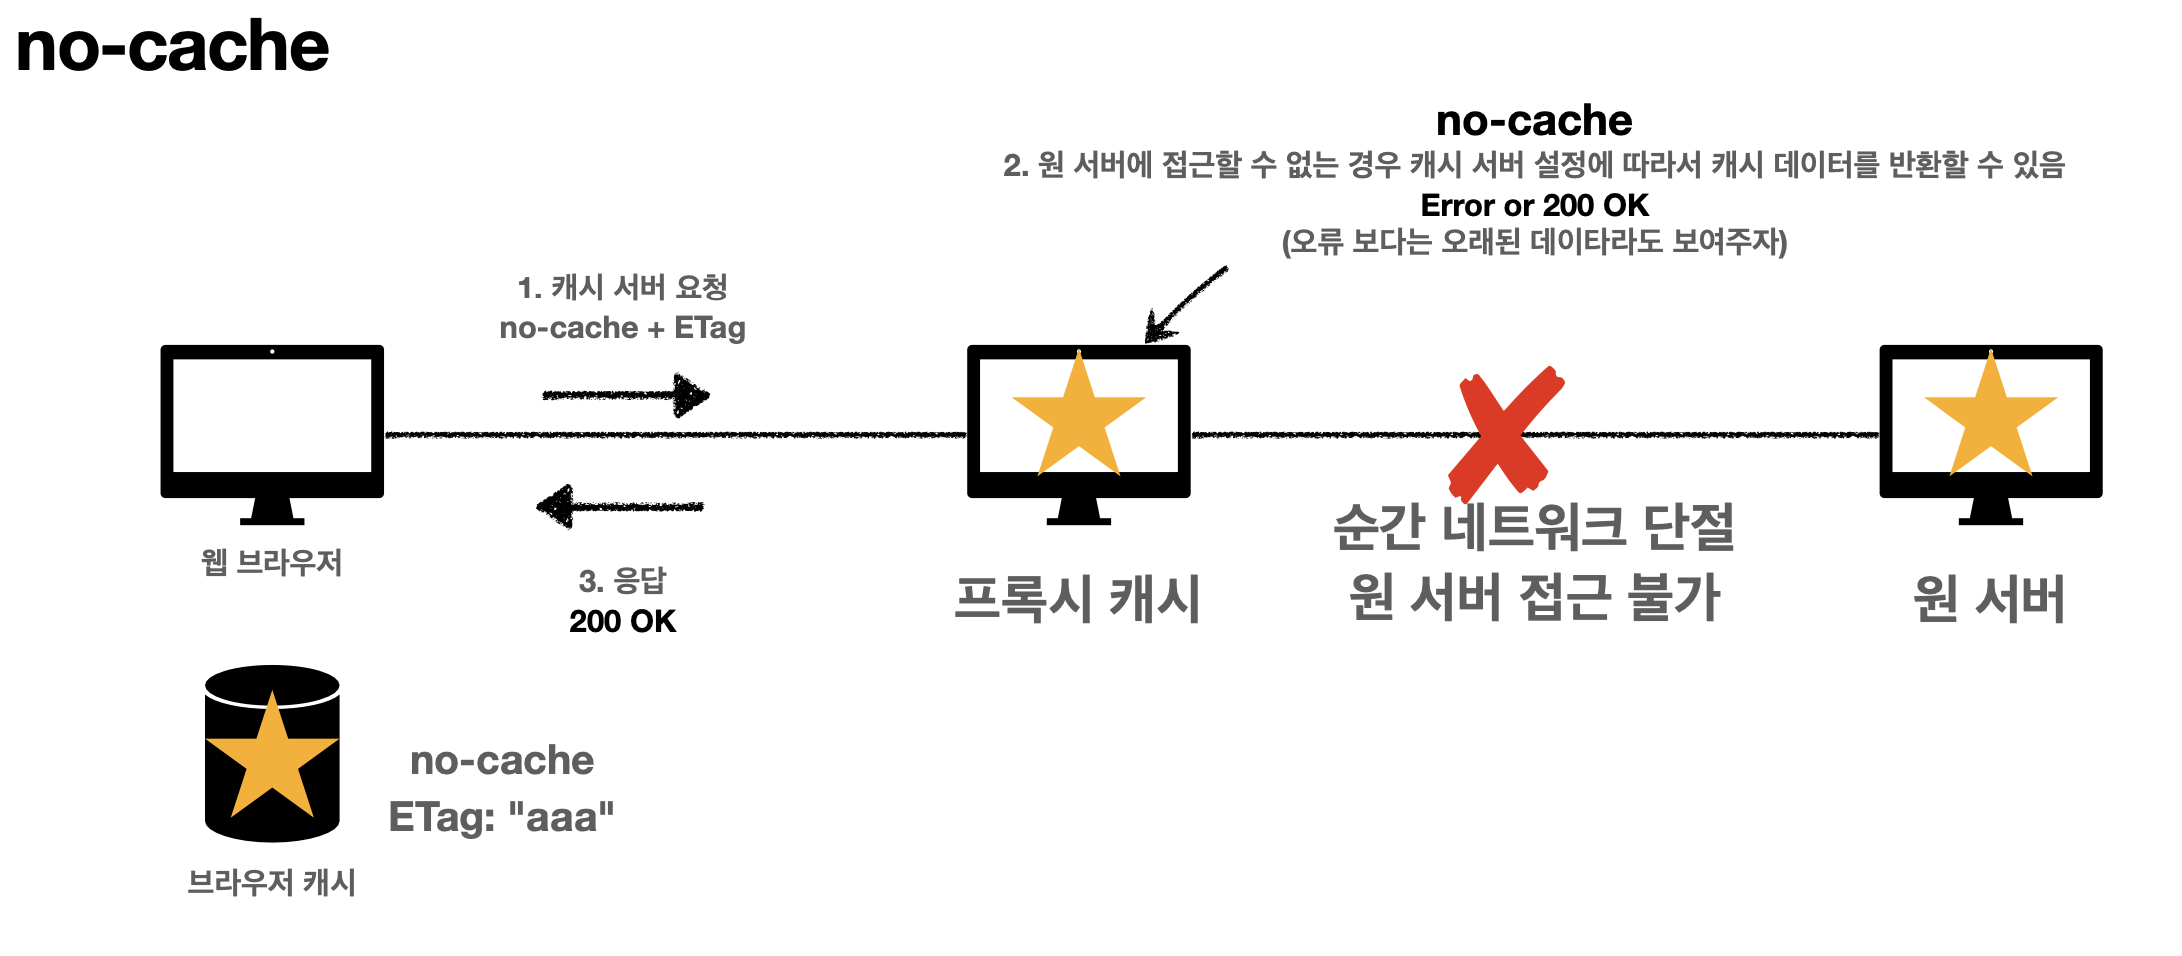 no-cache
no-cache
2. 원 서버에 접근할 수 없는 경우 캐시 서버 설정에 따라서 캐시 데이터를 반환할 수 있음
Error or 200 OK
(오류 보다는 오래된 데이타라도 보여주자)
1. 캐시 서버 요청
no-cache + ETag
웹 브라우저
3. 응답
200 OK
프록시 캐시
순간 네트워크 단절
원 서버 접근 불가
원 서버
no-cache
ETag: "aaa"
브라우저 캐시